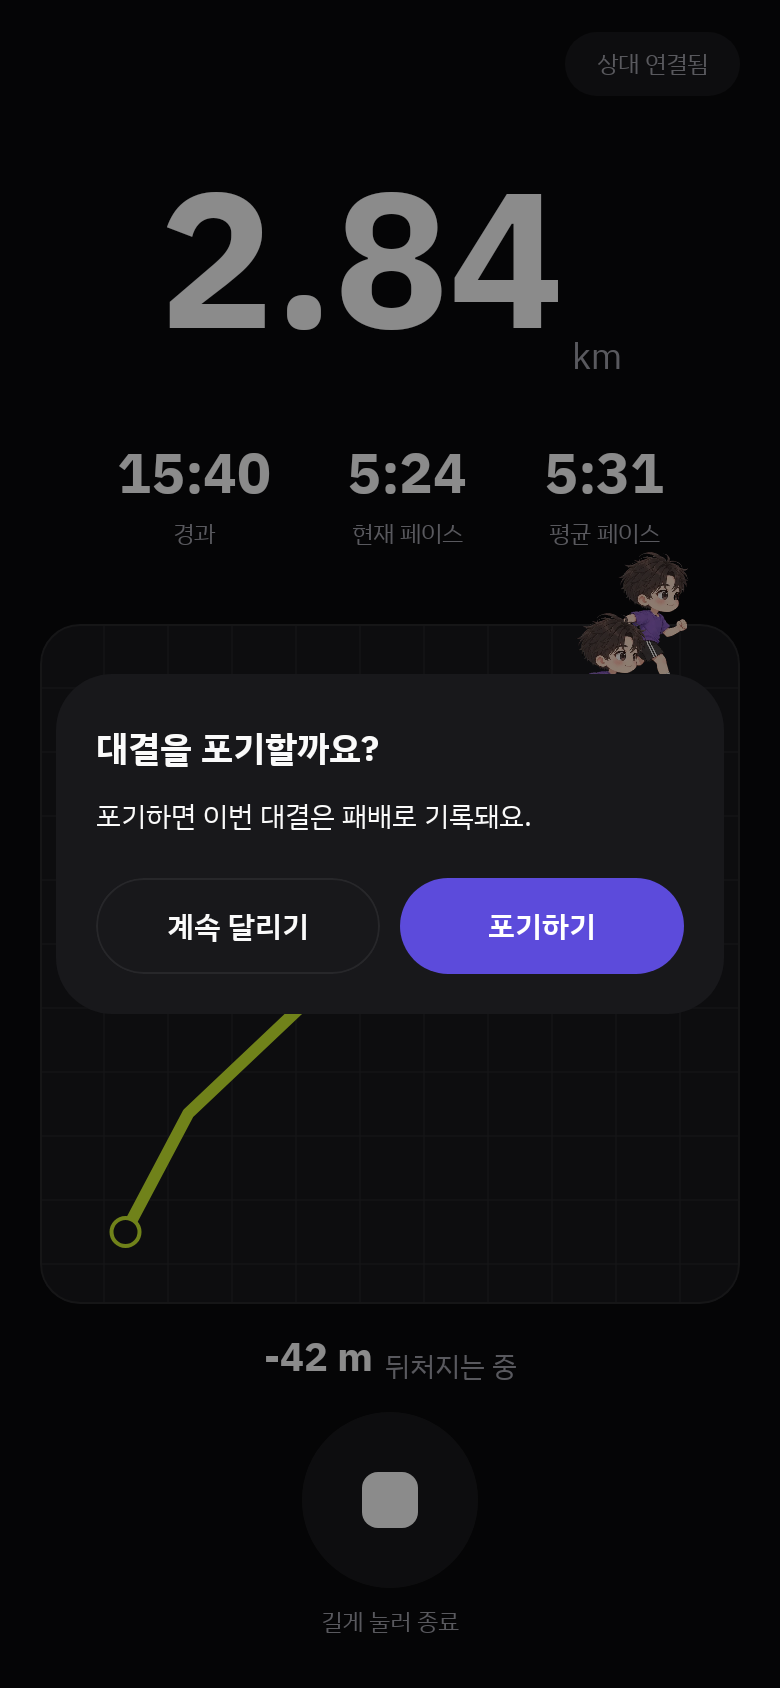 상대 연결됨
2.84
km
15:40 5:24 5:31
경과 현재 페이스 평균 페이스
대결을 포기할까요?
포기하면 이번 대결은 패배로 기록돼요.
계속 달리기 포기하기
-42 m 뒤처지는 중
길게 눌러 종료